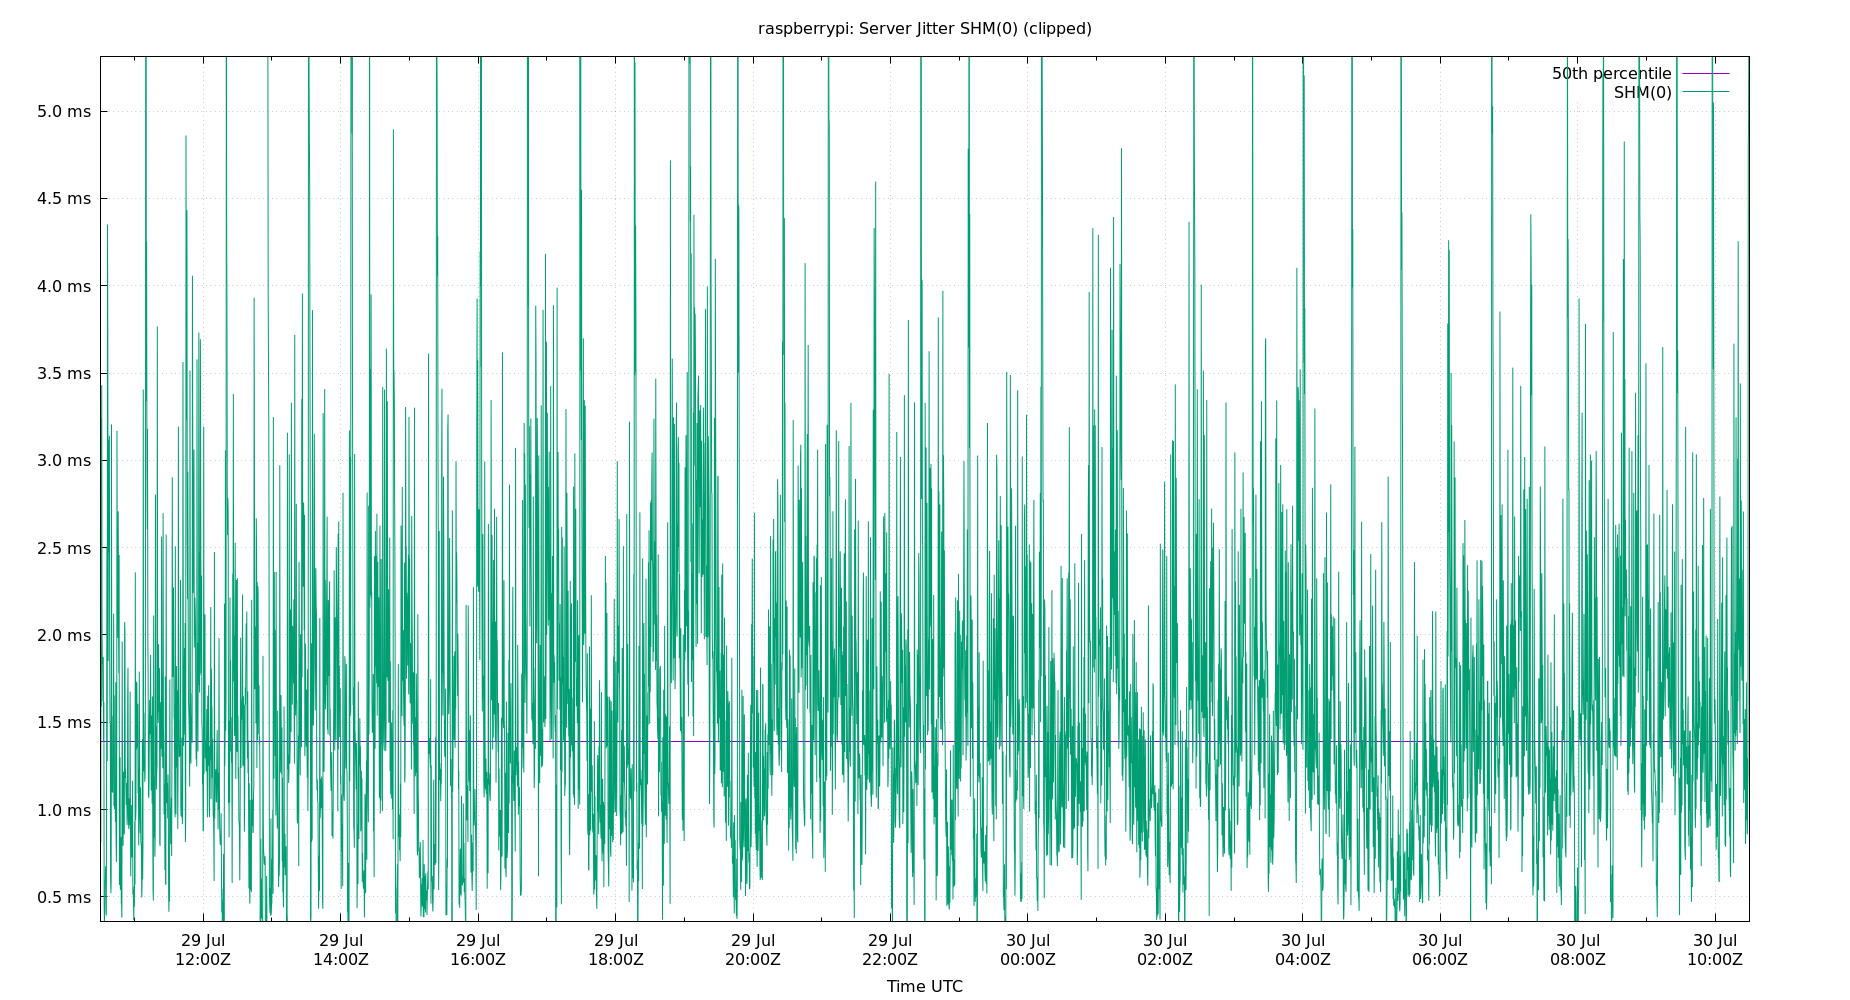 raspberrypi: Server Jitter SHM(0) (clipped)
50th percentile
SHM(0)
5.0 ms
4.5 ms
4.0 ms
3.5 ms
3.0 ms
2.5 ms
2.0 ms
1.5 ms
1.0 ms
0.5 ms
29 Jul 29 Jul 29 Jul 29 Jul 29 Jul 29 Jul 30 Jul 30 Jul 30 Jul 30 Jul 30 Jul 30 Jul
12:00Z 14:00Z 16:00Z 18:00Z 20:00Z 22:00Z 00:00Z 02:00Z 04:00Z 06:00Z 08:00Z 10:00Z
Time UTC